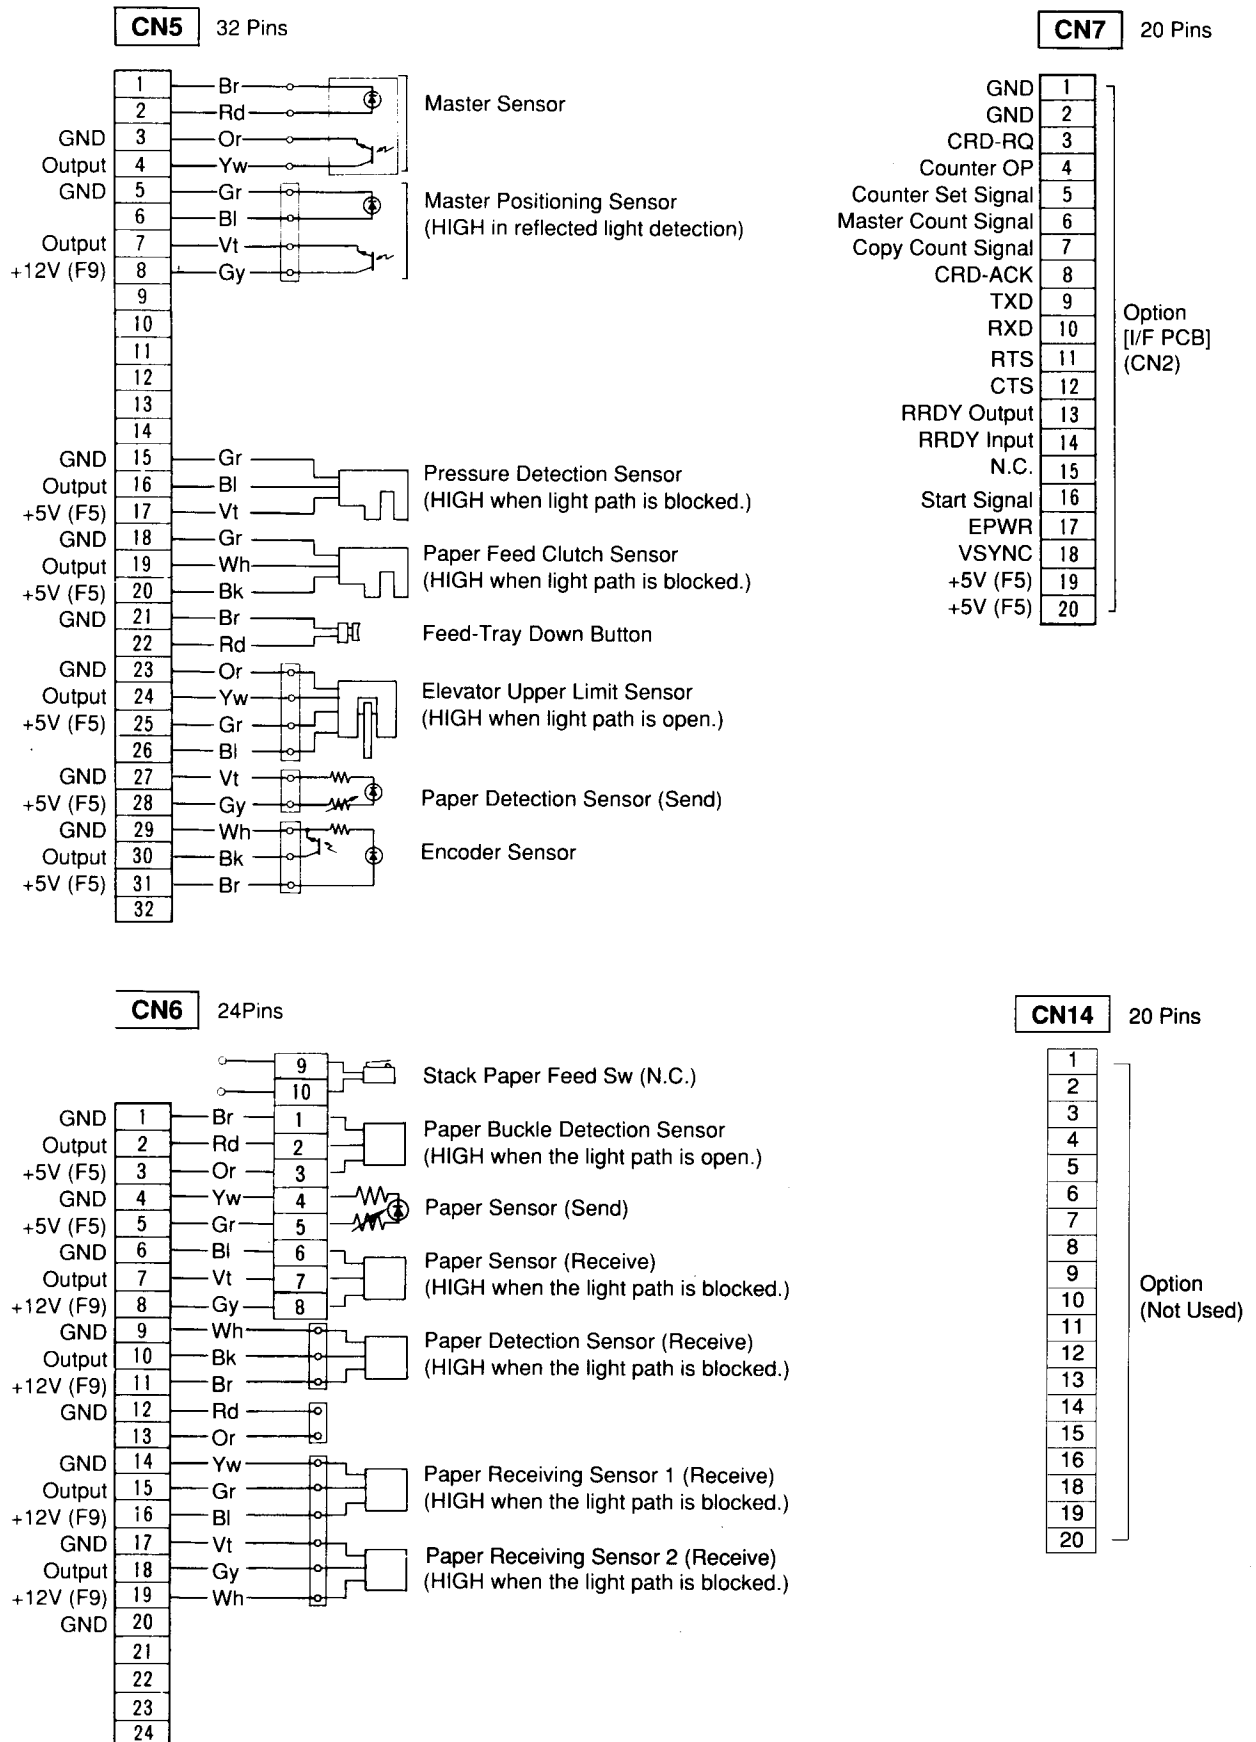 CN5 32 Pins
1 Br
2 Rd
Master Sensor
GND 3 Or
Output 4 Yw
GND 5 Gr
6 Bl
Master Positioning Sensor
(HIGH in reflected light detection)
Output 7 Vt
+12V (F9) 8 Gy
9
10
11
12
13
14
GND 15 Gr
Output 16 Bl
+5V (F5) 17 Vt
Pressure Detection Sensor
(HIGH when light path is blocked.)
GND 18 Gr
Output 19 Wh
+5V (F5) 20 Bk
Paper Feed Clutch Sensor
(HIGH when light path is blocked.)
GND 21 Br
22 Rd
Feed-Tray Down Button
GND 23 Or
Output 24 Yw
+5V (F5) 25 Gr
26 Bl
Elevator Upper Limit Sensor
(HIGH when light path is open.)
GND 27 Vt
+5V (F5) 28 Gy
Paper Detection Sensor (Send)
GND 29 Wh
Output 30 Bk
+5V (F5) 31 Br
Encoder Sensor
32
CN7 20 Pins
GND 1
GND 2
CRD-RQ 3
Counter OP 4
Counter Set Signal 5
Master Count Signal 6
Copy Count Signal 7
CRD-ACK 8
TXD 9
RXD 10
RTS 11
CTS 12
RRDY Output 13
RRDY Input 14
N.C. 15
Start Signal 16
EPWR 17
VSYNC 18
+5V (F5) 19
+5V (F5) 20
Option
[I/F PCB]
(CN2)
CN6 24Pins
9
10
Stack Paper Feed Sw (N.C.)
GND 1 Br 1
Output 2 Rd 2
+5V (F5) 3 Or 3
Paper Buckle Detection Sensor
(HIGH when the light path is open.)
GND 4 Yw 4
+5V (F5) 5 Gr 5
Paper Sensor (Send)
GND 6 Bl 6
Output 7 Vt 7
+12V (F9) 8 Gy 8
Paper Sensor (Receive)
(HIGH when the light path is blocked.)
GND 9 Wh
Output 10 Bk
+12V (F9) 11 Br
Paper Detection Sensor (Receive)
(HIGH when the light path is blocked.)
GND 12 Rd
13 Or
GND 14 Yw
Output 15 Gr
+12V (F9) 16 Bl
Paper Receiving Sensor 1 (Receive)
(HIGH when the light path is blocked.)
GND 17 Vt
Output 18 Gy
+12V (F9) 19 Wh
Paper Receiving Sensor 2 (Receive)
(HIGH when the light path is blocked.)
GND 20
21
22
23
24
CN14 20 Pins
1
2
3
4
5
6
7
8
9
10
11
12
13
14
15
16
18
19
20
Option
(Not Used)